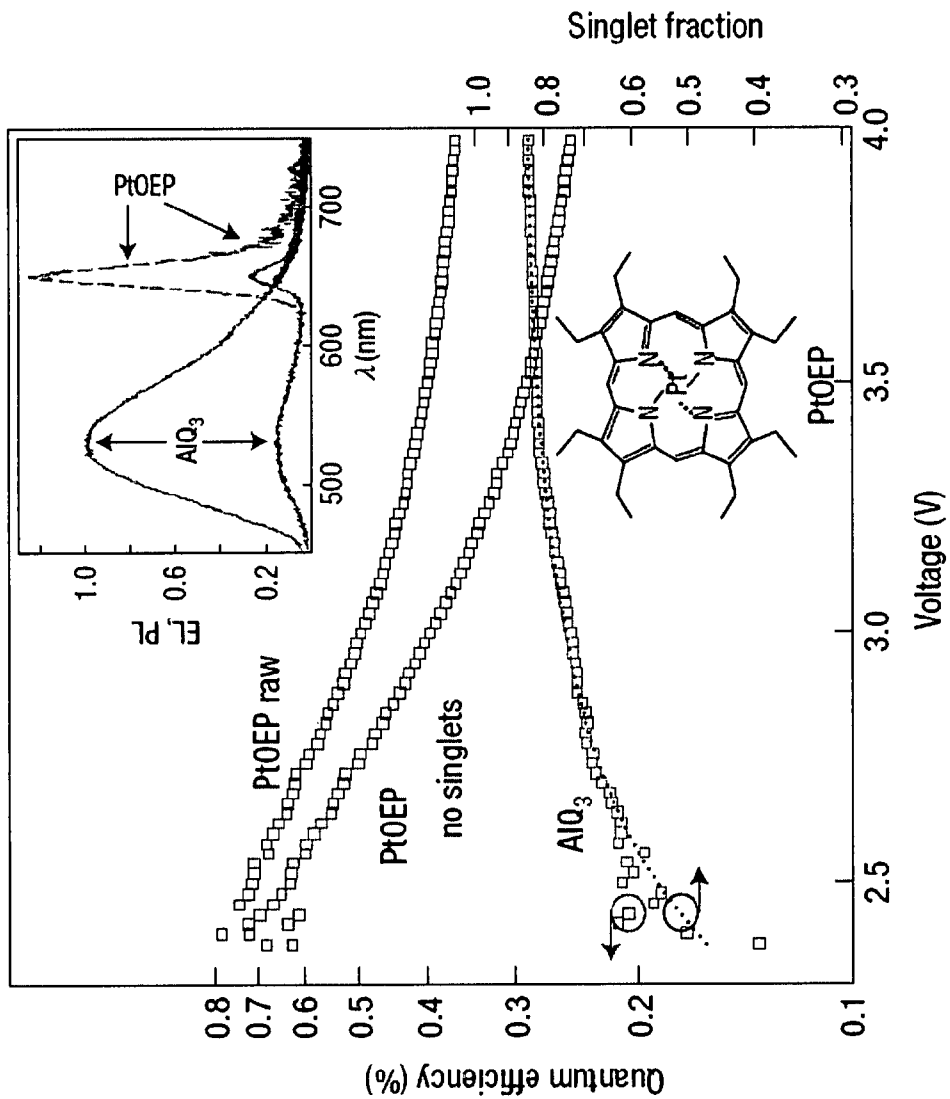 Singlet fraction
1.0
0.8
0.6
0.5
0.4
0.3
Quantum efficiency (%)
0.8
0.7
0.6
0.5
0.4
0.3
0.2
0.1
Voltage (V)
2.5
3.0
3.5
4.0
PtOEP raw
PtOEP
no singlets
AlQ3
EL, PL
1.0
0.6
0.2
500
600
700
λ (nm)
AlQ3
PtOEP
N
N
Pt
N
N
PtOEP